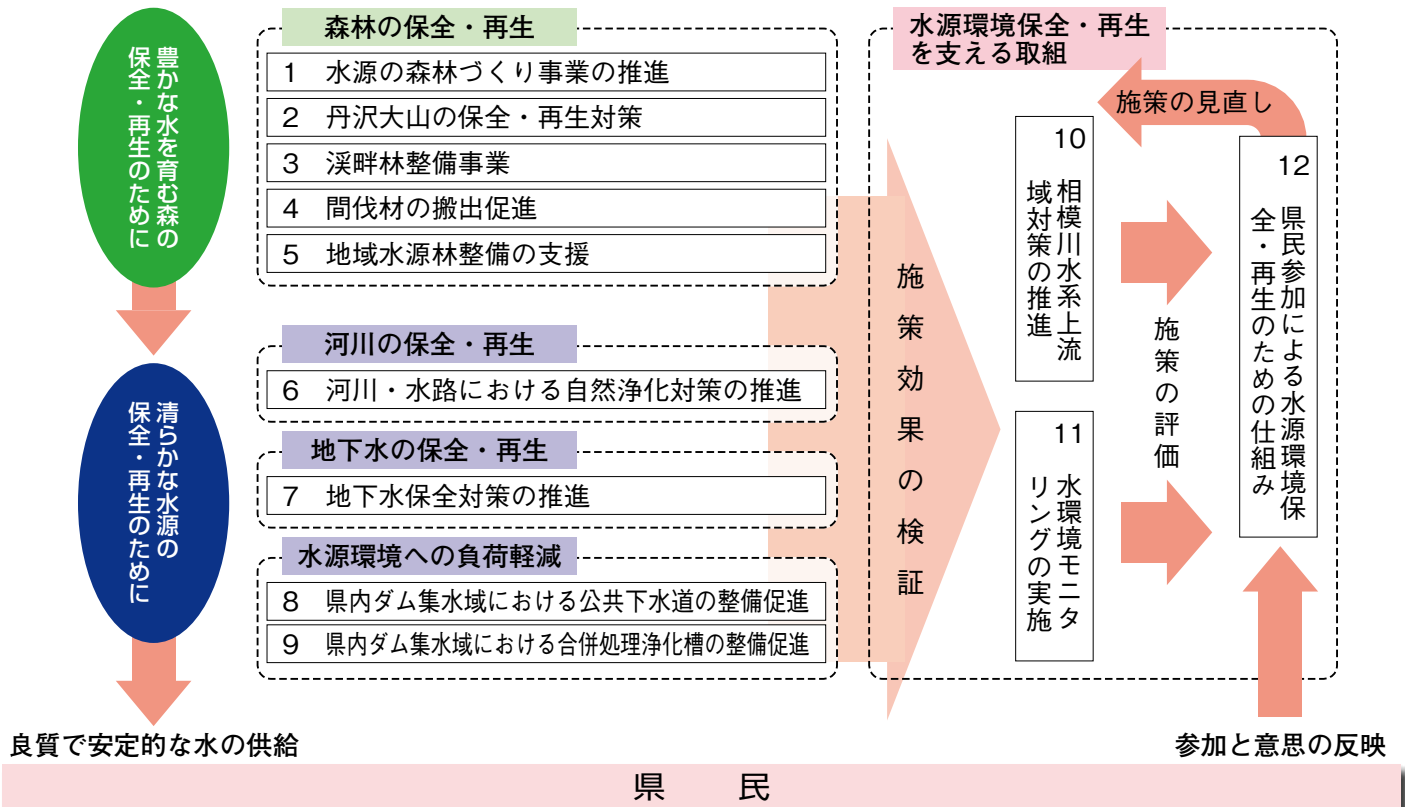 豊かな水を育む森の
保全・再生のために
清らかな水源の
保全・再生のために
森林の保全・再生
1 水源の森林づくり事業の推進
2 丹沢大山の保全・再生対策
3 渓畔林整備事業
4 間伐材の搬出促進
5 地域水源林整備の支援
河川の保全・再生
6 河川・水路における自然浄化対策の推進
地下水の保全・再生
7 地下水保全対策の推進
水源環境への負荷軽減
8 県内ダム集水域における公共下水道の整備促進
9 県内ダム集水域における合併処理浄化槽の整備促進
施策効果の検証
水源環境保全・再生
を支える取組
施策の見直し
10 相模川水系上流
域対策の推進
11 水環境モニタ
リングの実施
施策の評価
12 県民参加による水源環境保
全・再生のための仕組み
良質で安定的な水の供給
参加と意思の反映
県 民